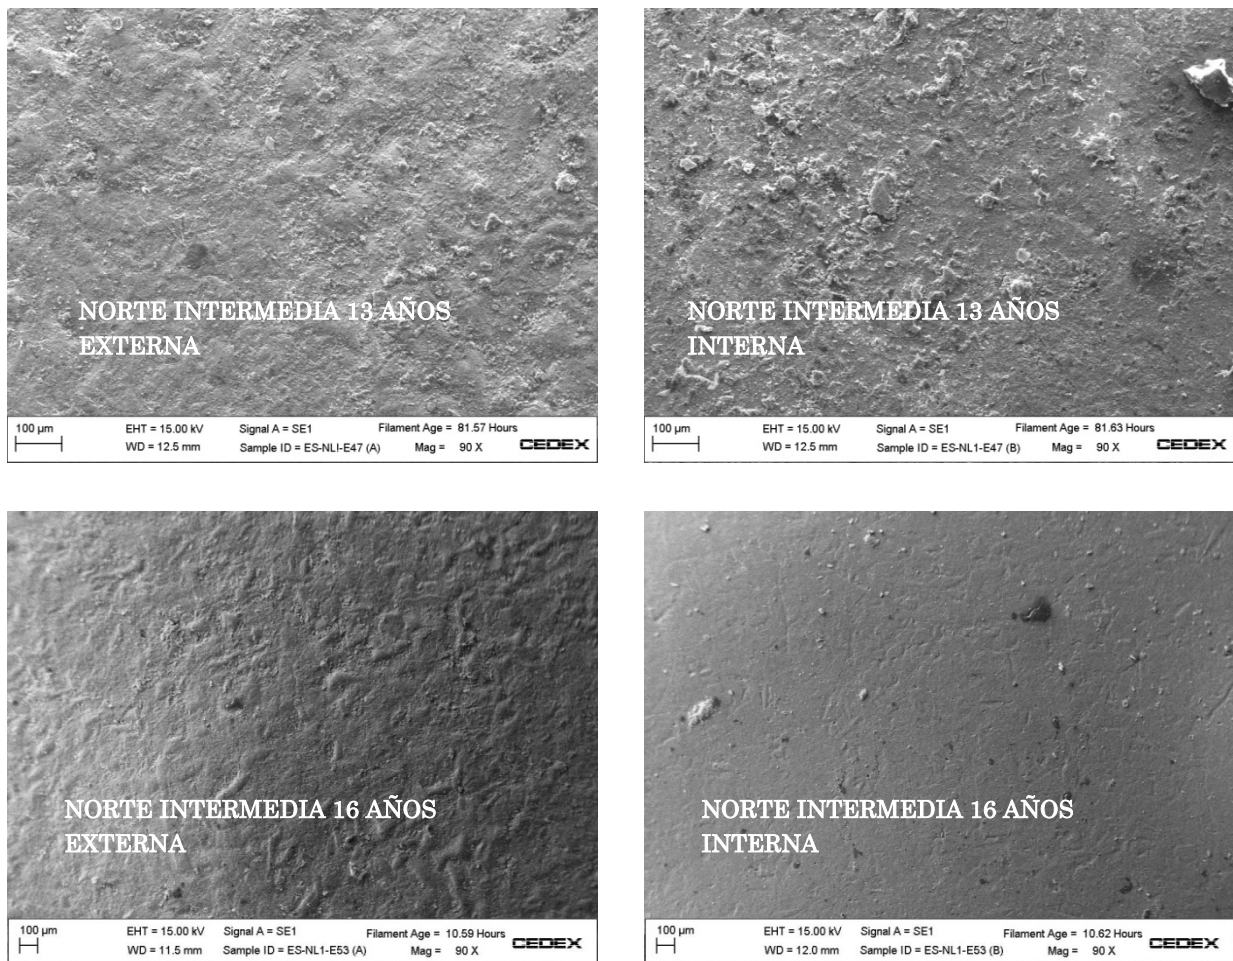 NORTE INTERMEDIA 13 AÑOS
EXTERNA
100 µm
EHT = 15.00 kV
Signal A = SE1
Filament Age = 81.57 Hours
WD = 12.5 mm
Sample ID = ES-NLI-E47 (A)
Mag = 90 X
CEDEX
NORTE INTERMEDIA 13 AÑOS
INTERNA
100 µm
EHT = 15.00 kV
Signal A = SE1
Filament Age = 81.63 Hours
WD = 12.5 mm
Sample ID = ES-NL1-E47 (B)
Mag = 90 X
CEDEX
NORTE INTERMEDIA 16 AÑOS
EXTERNA
100 µm
EHT = 15.00 kV
Signal A = SE1
Filament Age = 10.59 Hours
WD = 11.5 mm
Sample ID = ES-NL1-E53 (A)
Mag = 90 X
CEDEX
NORTE INTERMEDIA 16 AÑOS
INTERNA
100 µm
EHT = 15.00 kV
Signal A = SE1
Filament Age = 10.62 Hours
WD = 12.0 mm
Sample ID = ES-NL1-E53 (B)
Mag = 90 X
CEDEX